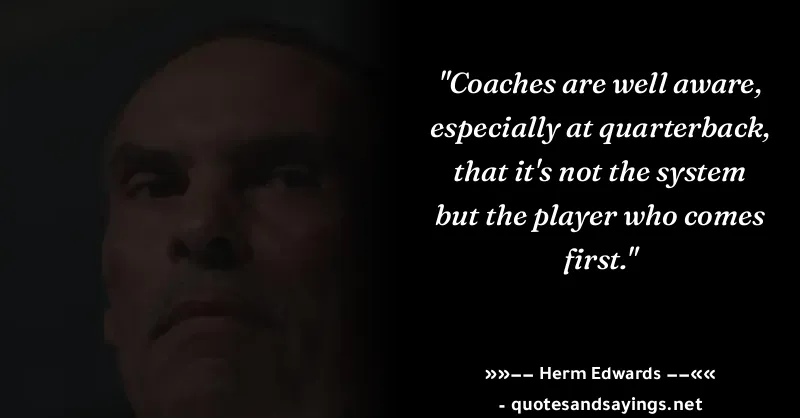 "Coaches are well aware,
especially at quarterback,
that it's not the system
but the player who comes
first."
»»−− Herm Edwards −−««
- quotesandsayings.net